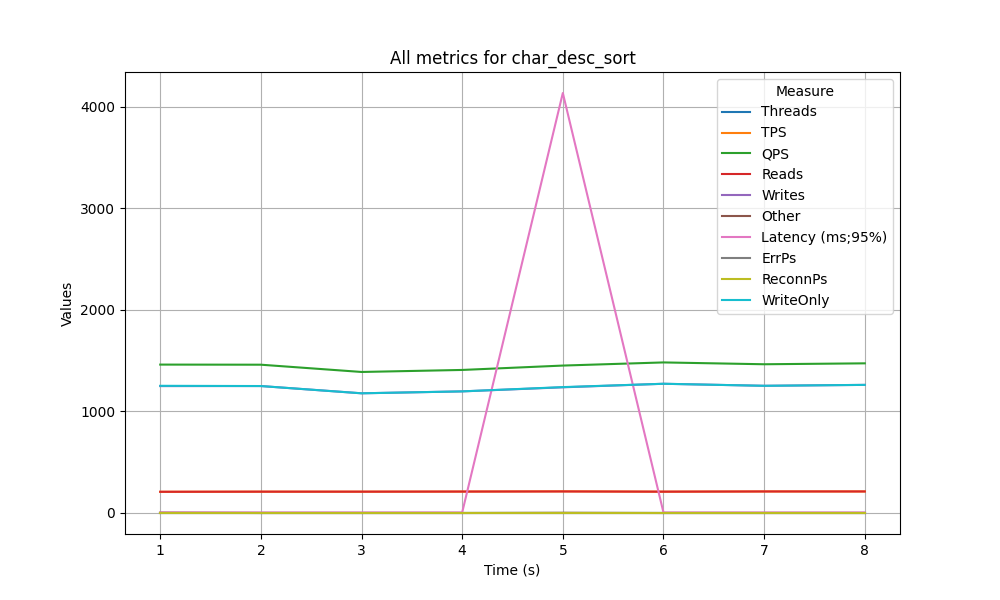 All metrics for char_desc_sort
Measure
Threads
TPS
QPS
Reads
Writes
Other
Latency (ms;95%)
ErrPs
ReconnPs
WriteOnly
Values
4000
3000
2000
1000
0
1 2 3 4 5 6 7 8
Time (s)